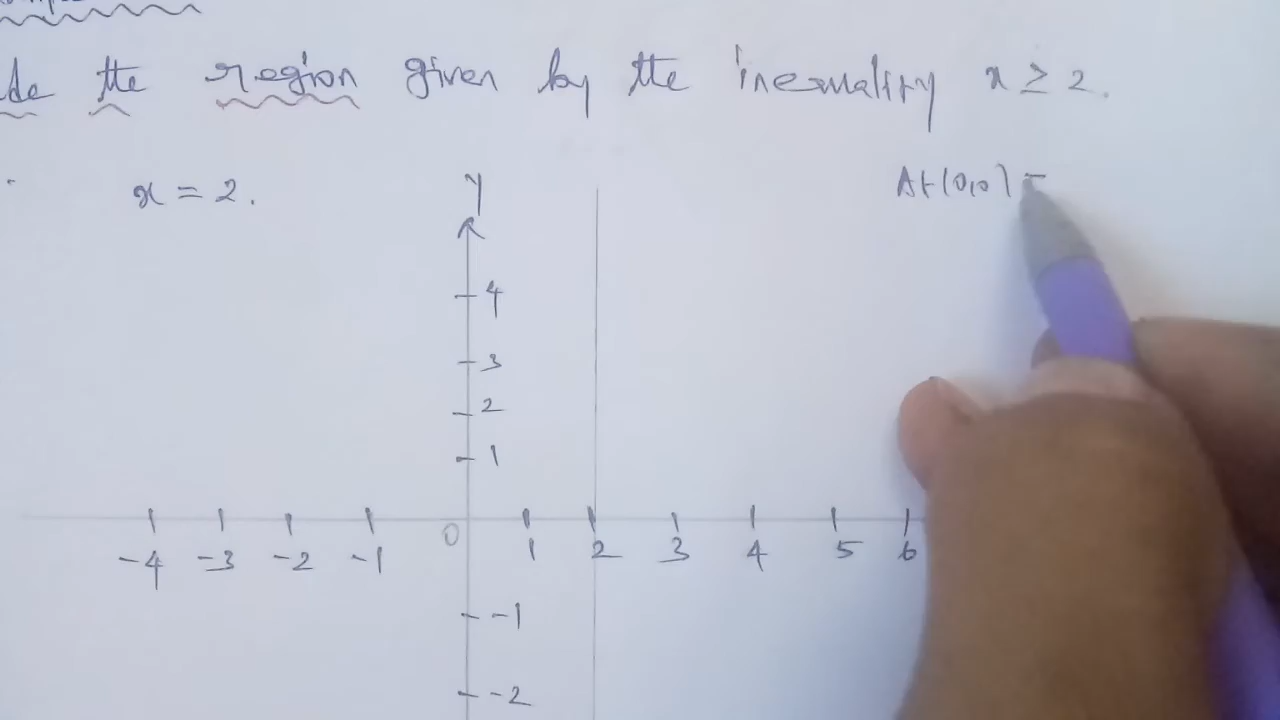 de the region given by the inequality x ≥ 2.
x = 2.
Y
At (0,0)
4
3
2
1
0
-4 -3 -2 -1 1 2 3 4 5 6
-1
-2